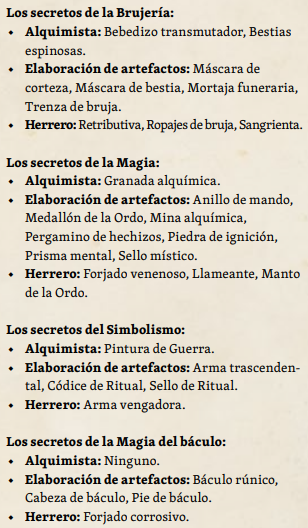 Los secretos de la Brujería:
• Alquimista: Bebedizo transmutador, Bestias
espinosas.
• Elaboración de artefactos: Máscara de
corteza, Máscara de bestia, Mortaja funeraria,
Trenza de bruja.
• Herrero: Retributiva, Ropajes de bruja, Sangrienta.
Los secretos de la Magia:
• Alquimista: Granada alquímica.
• Elaboración de artefactos: Anillo de mando,
Medallón de la Ordo, Mina alquímica,
Pergamino de hechizos, Piedra de ignición,
Prisma mental, Sello místico.
• Herrero: Forjado venenoso, Llameante, Manto
de la Ordo.
Los secretos del Simbolismo:
• Alquimista: Pintura de Guerra.
• Elaboración de artefactos: Arma trascenden-
tal, Códice de Ritual, Sello de Ritual.
• Herrero: Arma vengadora.
Los secretos de la Magia del báculo:
• Alquimista: Ninguno.
• Elaboración de artefactos: Báculo rúnico,
Cabeza de báculo, Pie de báculo.
• Herrero: Forjado corrosivo.